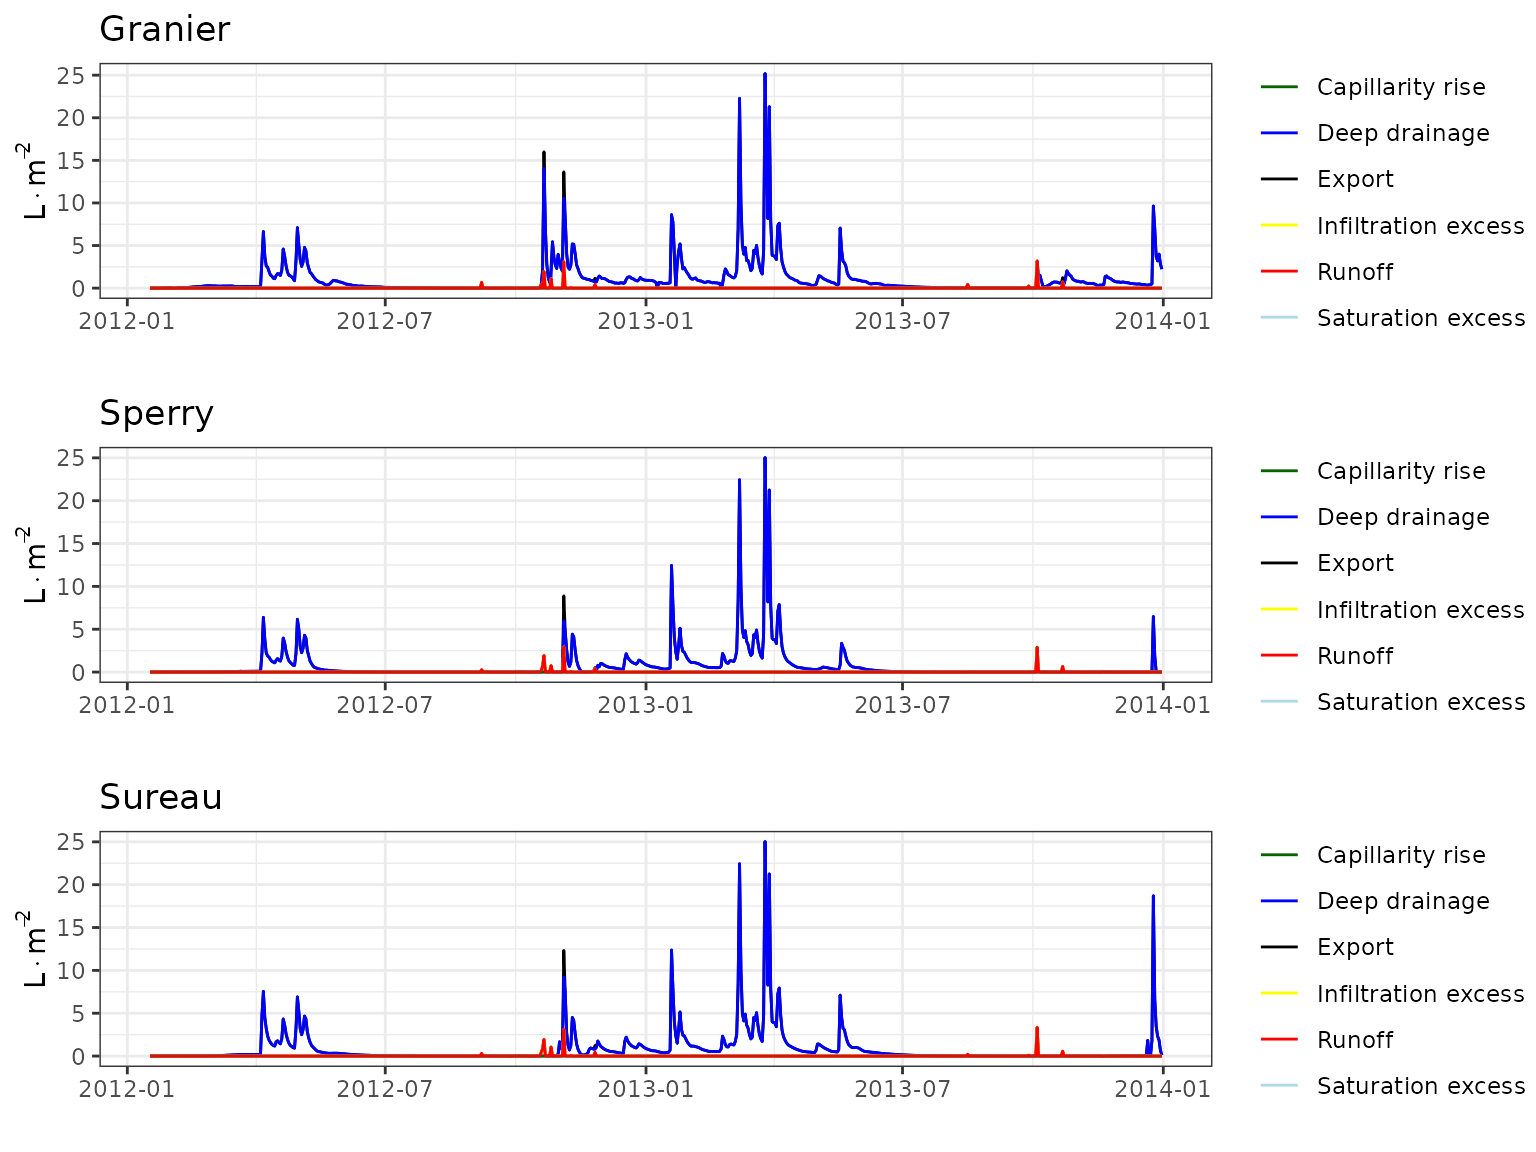 Granier
L·m⁻²
25
20
15
10
5
0
2012-01 2012-07 2013-01 2013-07 2014-01
Capillarity rise
Deep drainage
Export
Infiltration excess
Runoff
Saturation excess
Sperry
L·m⁻²
25
20
15
10
5
0
2012-01 2012-07 2013-01 2013-07 2014-01
Capillarity rise
Deep drainage
Export
Infiltration excess
Runoff
Saturation excess
Sureau
L·m⁻²
25
20
15
10
5
0
2012-01 2012-07 2013-01 2013-07 2014-01
Capillarity rise
Deep drainage
Export
Infiltration excess
Runoff
Saturation excess